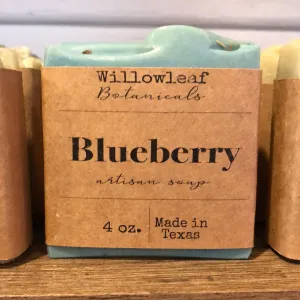 Willowleaf
Botanicals
Blueberry
artisan soap
4 oz.
Made in
Texas